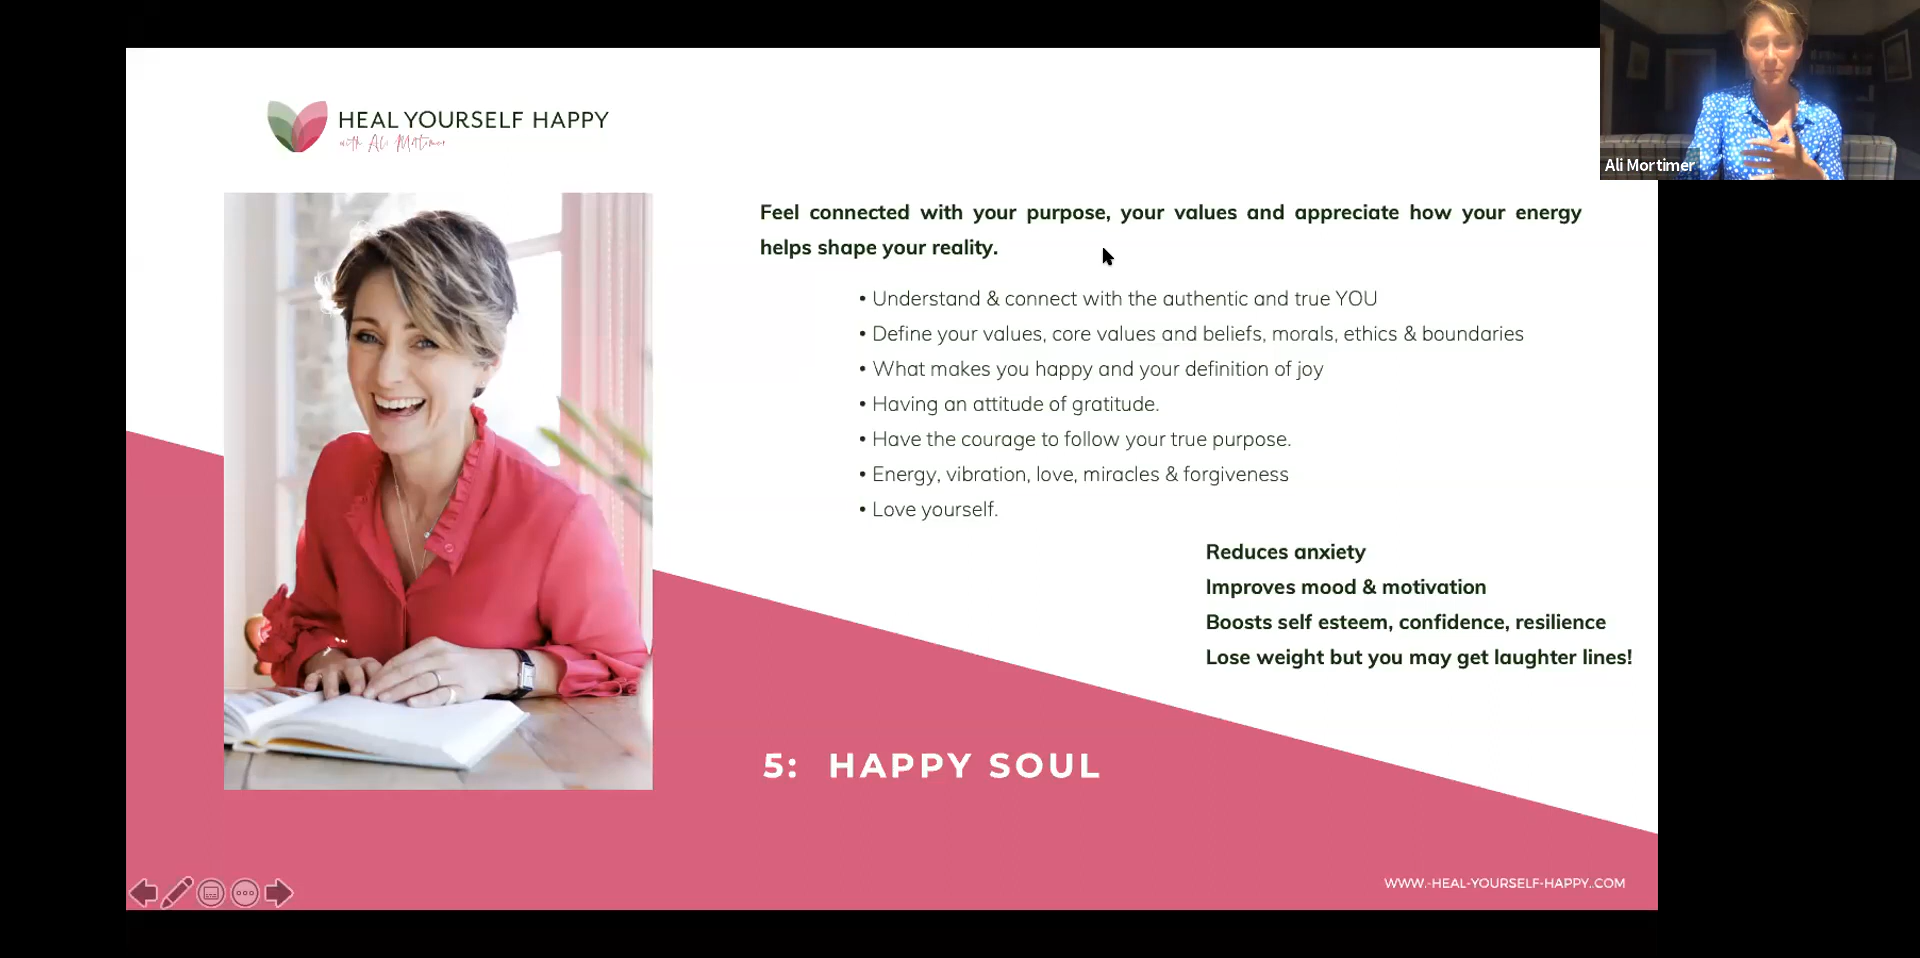 Ali Mortimer
HEAL YOURSELF HAPPY
with Ali Mortimer
Feel connected with your purpose, your values and appreciate how your energy
helps shape your reality.
• Understand & connect with the authentic and true YOU
• Define your values, core values and beliefs, morals, ethics & boundaries
• What makes you happy and your definition of joy
• Having an attitude of gratitude.
• Have the courage to follow your true purpose.
• Energy, vibration, love, miracles & forgiveness
• Love yourself.
Reduces anxiety
Improves mood & motivation
Boosts self esteem, confidence, resilience
Lose weight but you may get laughter lines!
5: HAPPY SOUL
WWW.-HEAL-YOURSELF-HAPPY,.COM